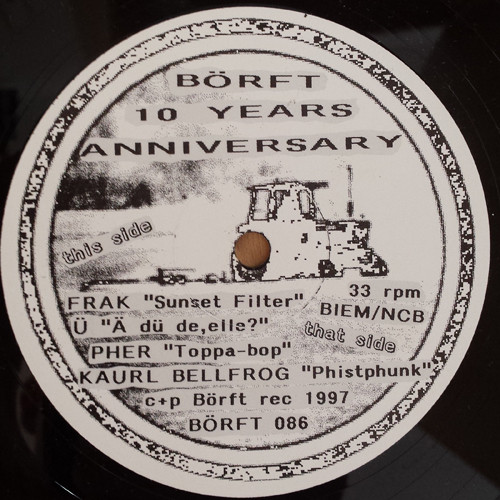 BÖRFT
10 YEARS
ANNIVERSARY
this side
FRAK "Sunset Filter"
33 rpm
BIEM/NCB
Ü "Ä dü de,elle?"
that side
PHER "Toppa-bop"
KAURL BELLFROG "Phistphunk"
c+p Börft rec 1997
BÖRFT 086